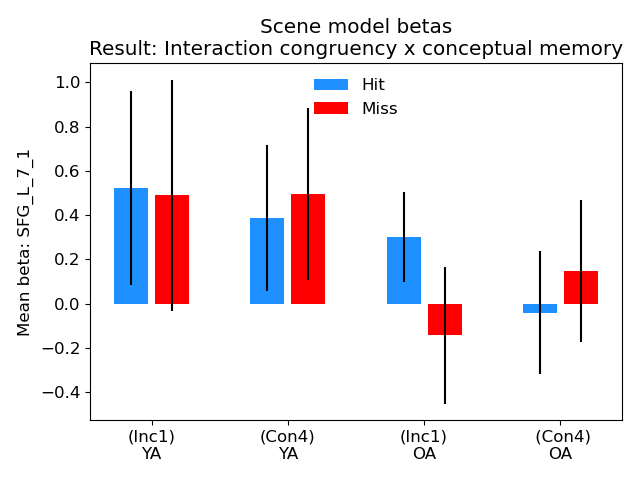 Scene model betas
Result: Interaction congruency x conceptual memory
Hit
Miss
Mean beta: SFG_L_7_1
1.0
0.8
0.6
0.4
0.2
0.0
−0.2
−0.4
(Inc1) (Con4) (Inc1) (Con4)
YA YA OA OA